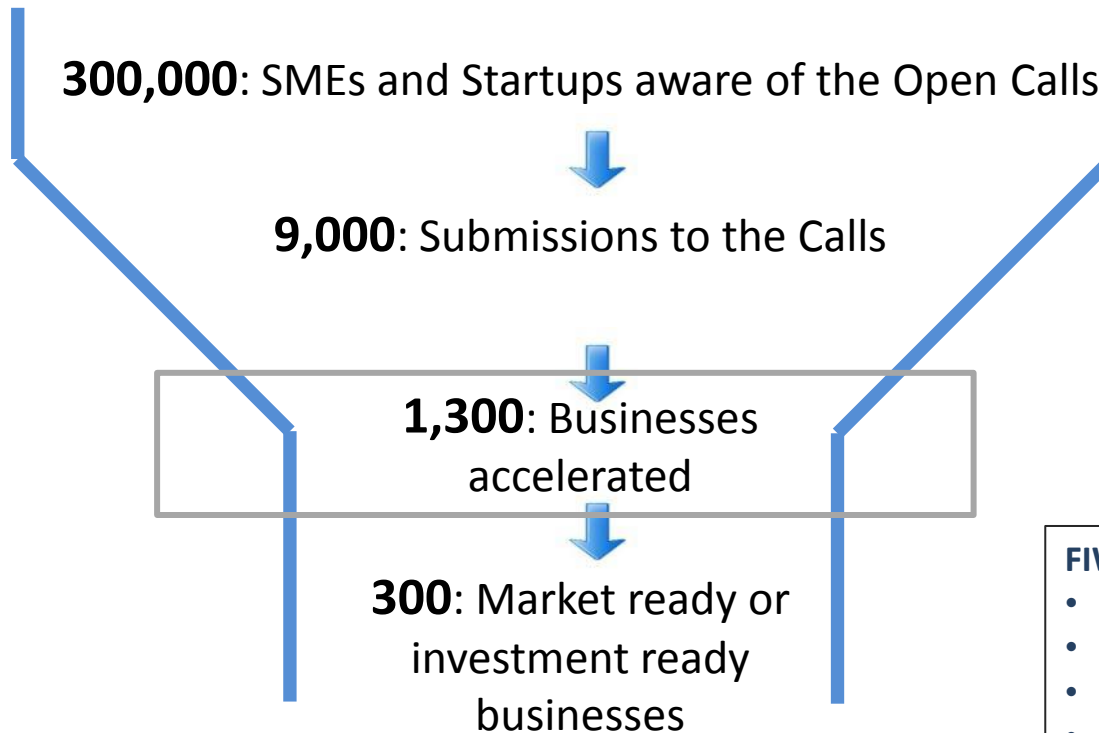 300,000: SMEs and Startups aware of the Open Calls
9,000: Submissions to the Calls
1,300: Businesses
accelerated
300: Market ready or
investment ready
businesses
•
•
•